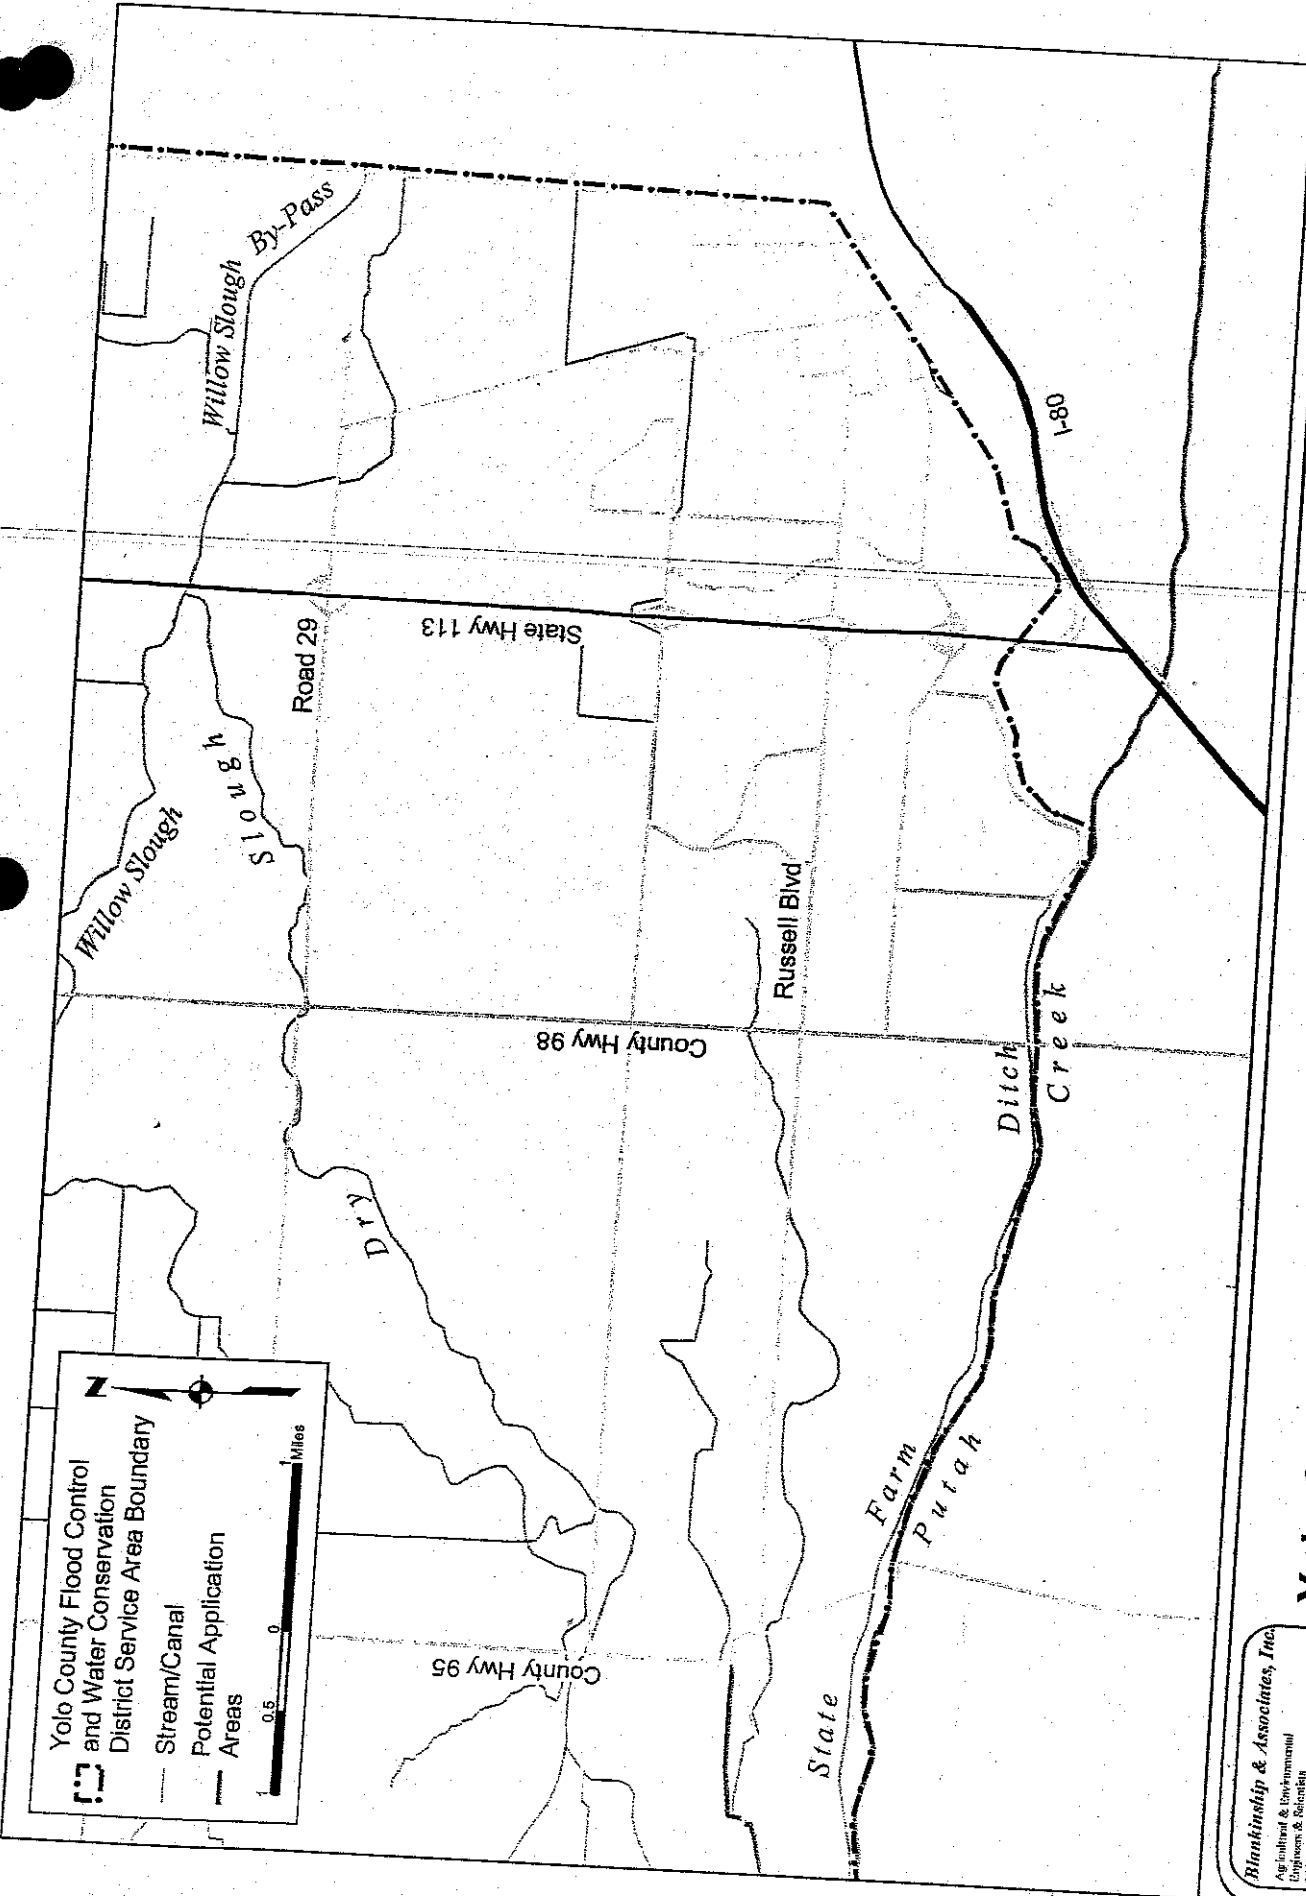 Yolo County Flood Control
and Water Conservation
District Service Area Boundary
Stream/Canal
Potential Application
Areas
N
1 0.5 0 1
Miles
Willow Slough
By-Pass
Willow Slough
Dry Slough
Road 29
State Hwy 113
County Hwy 98
County Hwy 95
Russell Blvd
I-80
State Farm Ditch
Putah Creek
Blankinship & Associates, Inc.
Agricultural & Environmental
Engineers & Scientists